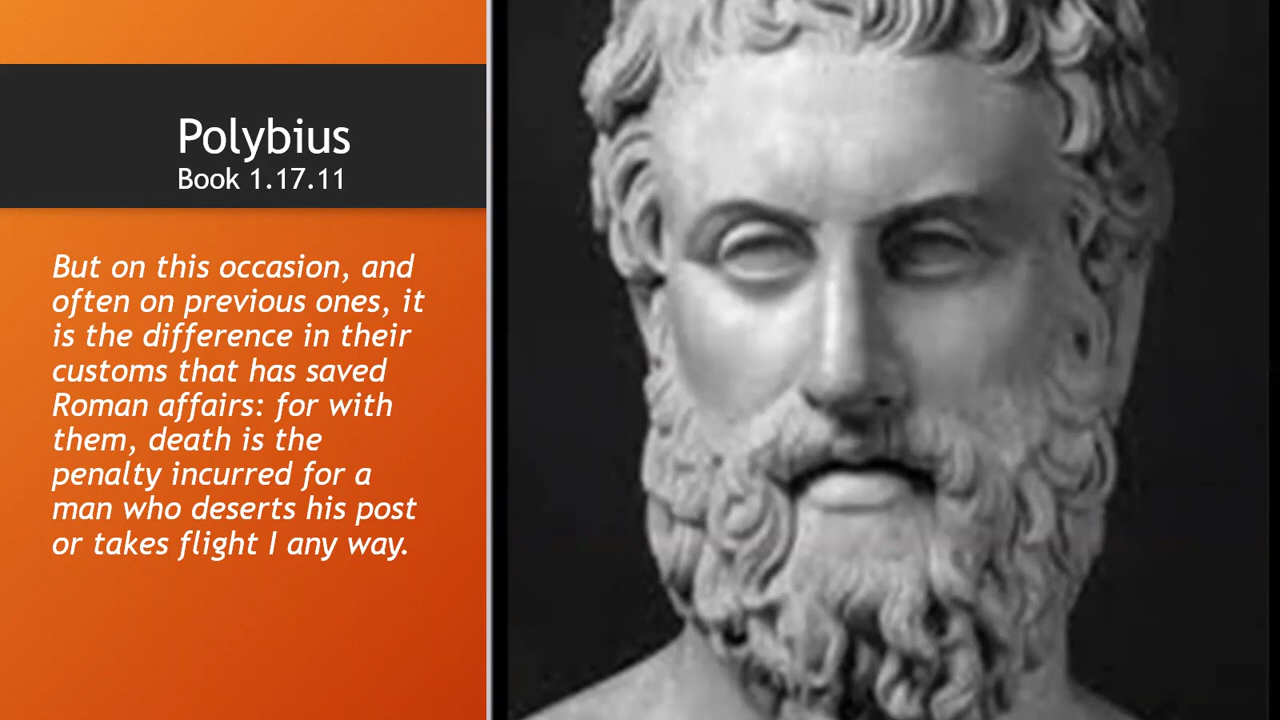 Polybius
Book 1.17.11
But on this occasion, and
often on previous ones, it
is the difference in their
customs that has saved
Roman affairs: for with
them, death is the
penalty incurred for a
man who deserts his post
or takes flight I any way.